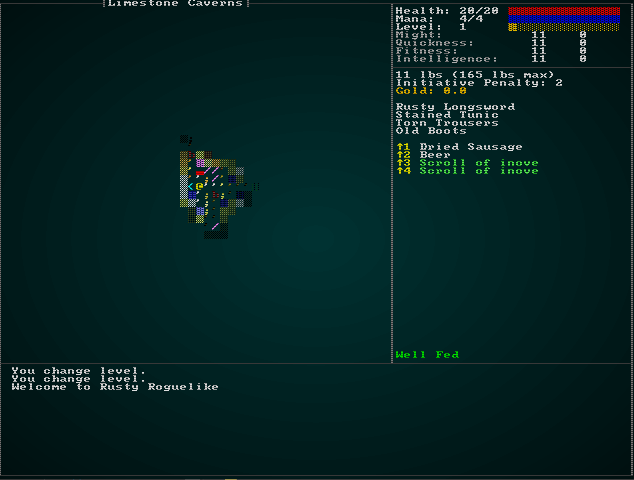 Limestone Caverns
Health: 20/20
Mana: 4/4
Level: 1
Might: 11 0
Quickness: 11 0
Fitness: 11 0
Intelligence: 11 0
11 lbs (165 lbs max)
Initiative Penalty: 2
Gold: 0.0
Rusty Longsword
Stained Tunic
Torn Trousers
Old Boots
↑1 Dried Sausage
↑2 Beer
↑3 Scroll of inove
↑4 Scroll of inove
Well Fed
You change level.
You change level.
Welcome to Rusty Roguelike